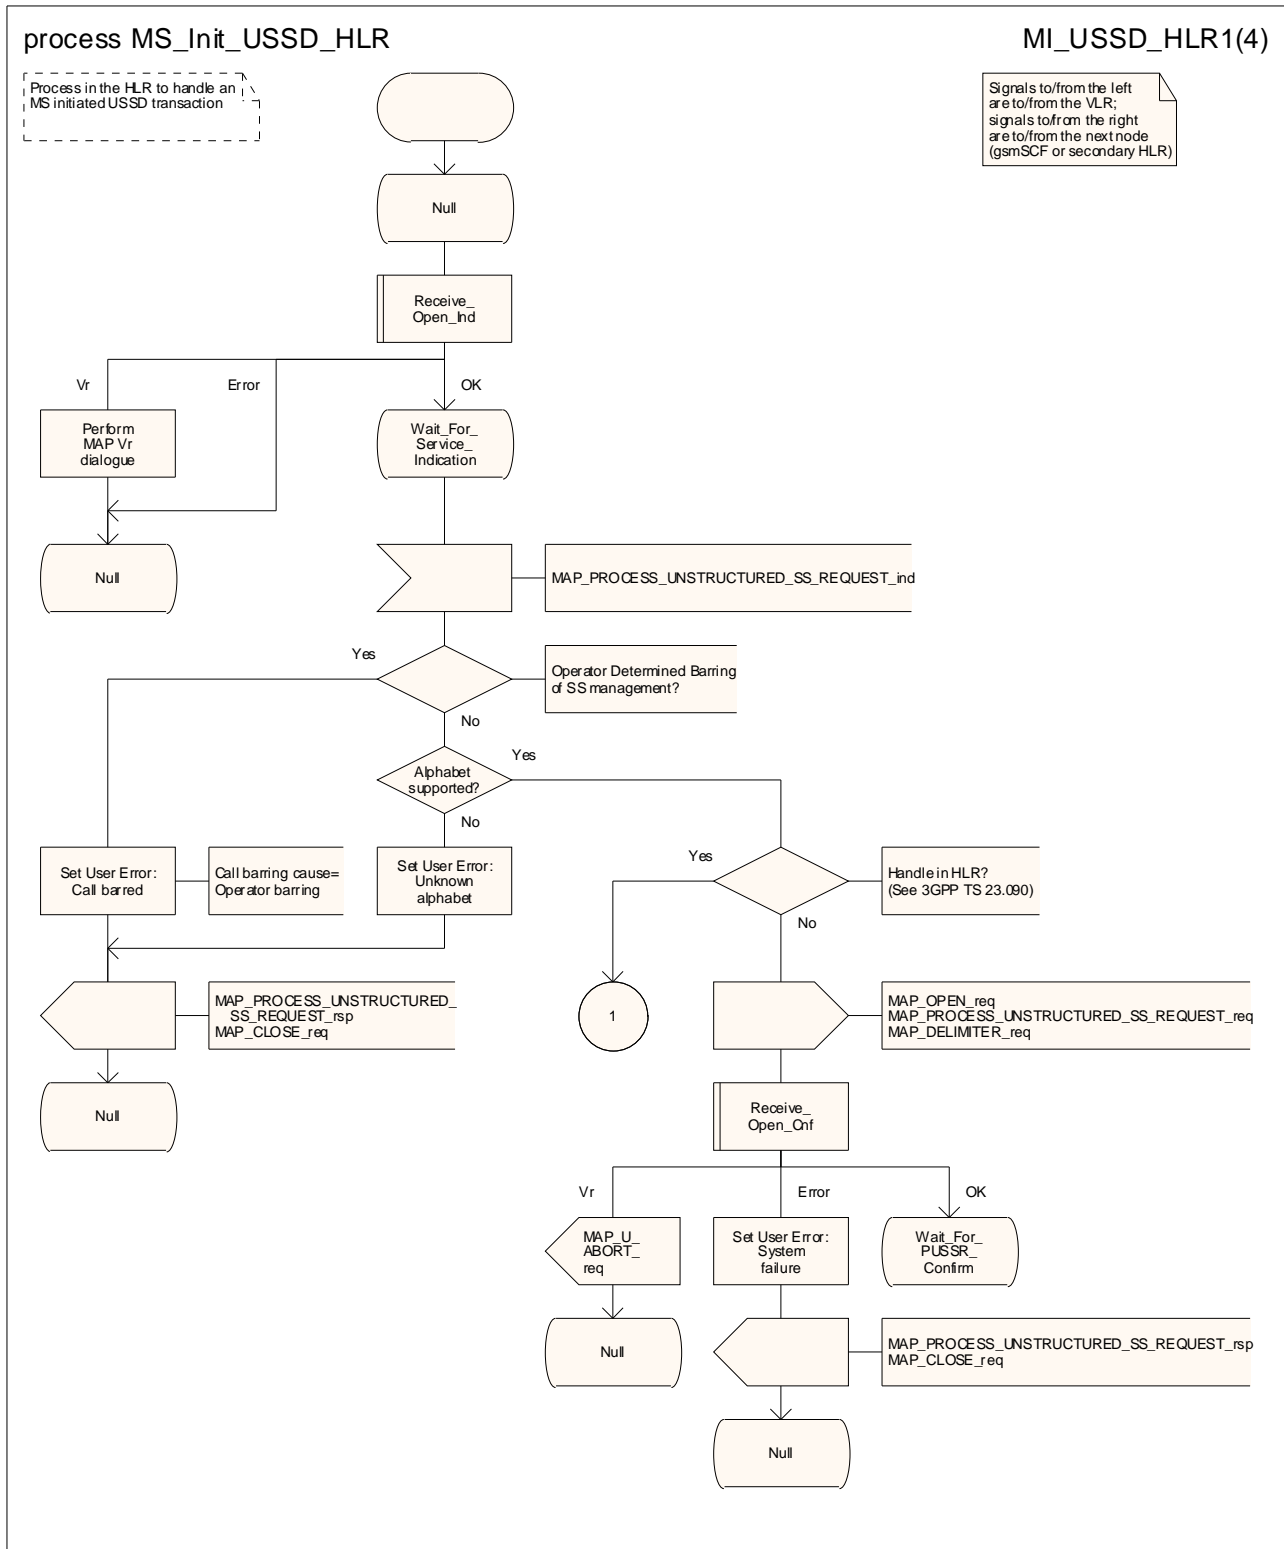 process MS_Init_USSD_HLR
MI_USSD_HLR1(4)
Process in the HLR to handle an
MS initiated USSD transaction
Signals to/from the left
are to/from the VLR;
signals to/from the right
are to/from the next node
(gsmSCF or secondary HLR)
Null
Receive_
Open_Ind
Vr
Error
OK
Perform
MAP Vr
dialogue
Wait_For_
Service_
Indication
Null
MAP_PROCESS_UNSTRUCTURED_SS_REQUEST_ind
Yes
Operator Determined Barring
of SS management?
No
Yes
Alphabet
supported?
No
Yes
Set User Error:
Call barred
Call barring cause=
Operator barring
Set User Error:
Unknown
alphabet
Handle in HLR?
(See 3GPP TS 23.090)
No
MAP_PROCESS_UNSTRUCTURED_
SS_REQUEST_rsp
MAP_CLOSE_req
1
MAP_OPEN_req
MAP_PROCESS_UNSTRUCTURED_SS_REQUEST_req
MAP_DELIMITER_req
Null
Receive_
Open_Cnf
Vr
Error
OK
MAP_U_
ABORT_
req
Set User Error:
System
failure
Wait_For_
PUSSR_
Confirm
Null
MAP_PROCESS_UNSTRUCTURED_SS_REQUEST_rsp
MAP_CLOSE_req
Null